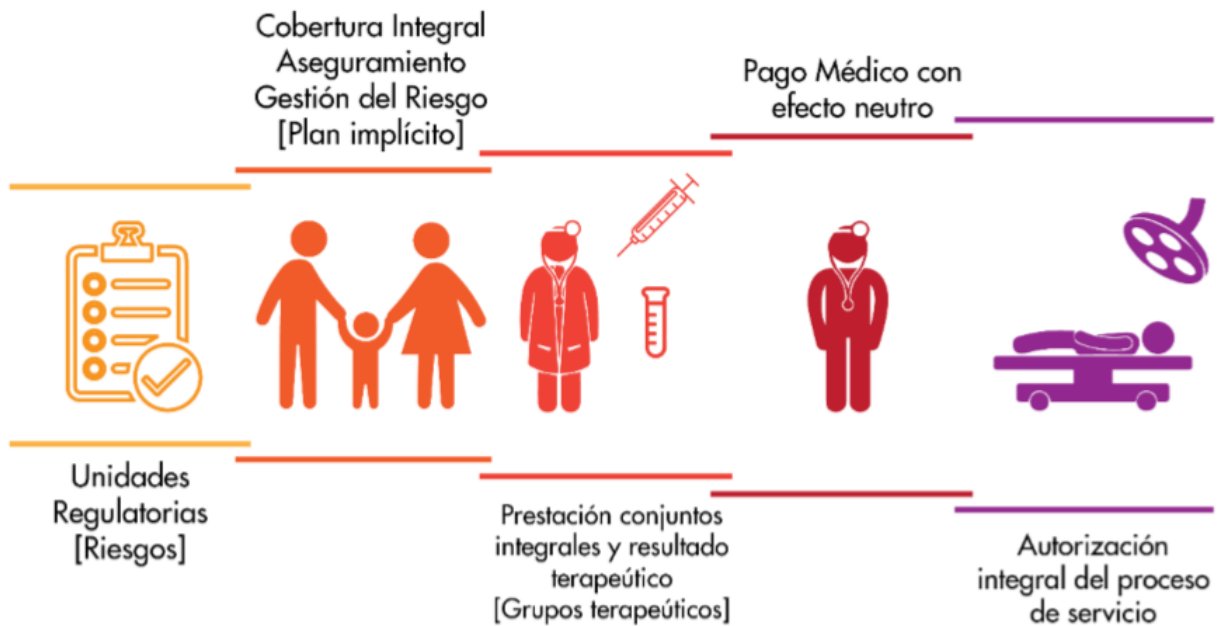 Cobertura Integral
Aseguramiento
Gestión del Riesgo
[Plan implícito]
Pago Médico con
efecto neutro
Unidades
Regulatorias
[Riesgos]
Prestación conjuntos
integrales y resultado
terapeútico
[Grupos terapeúticos]
Autorización
integral del proceso
de servicio